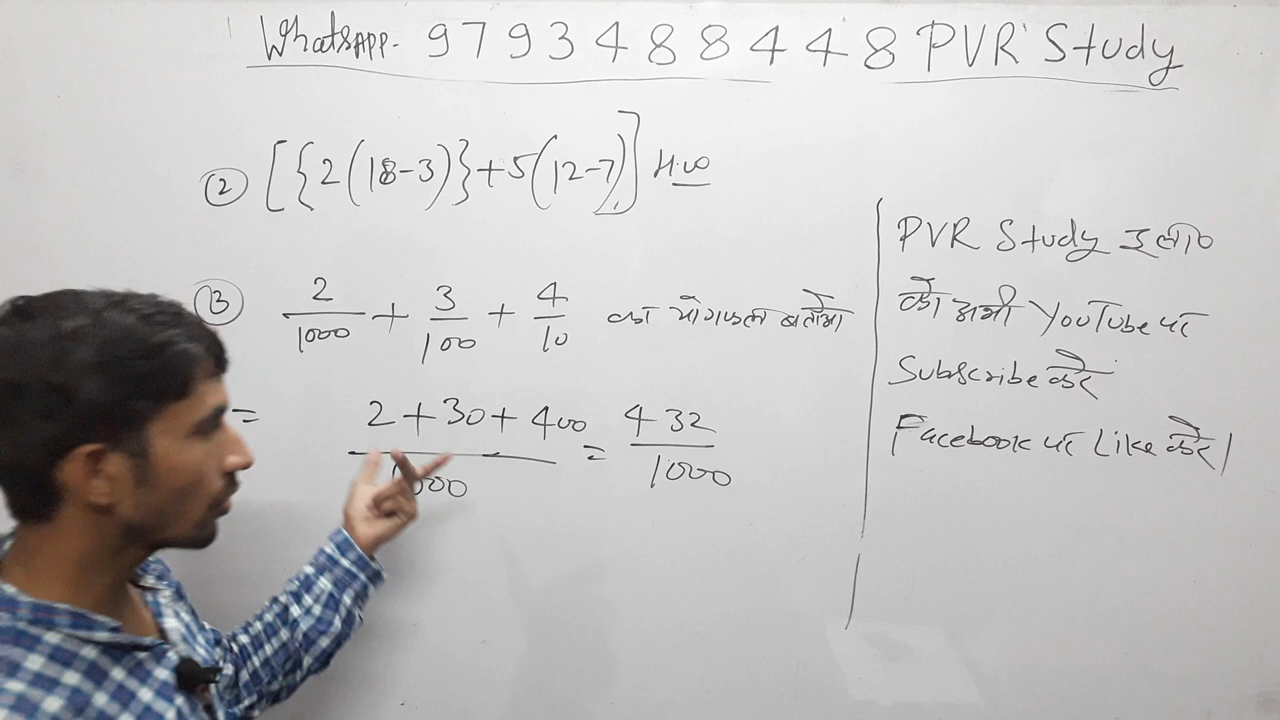 WhatsAPP- 9793488448 PVR Study
② [{2(18-3)}+5(12-7)] H.W
③ 2/1000 + 3/100 + 4/10 का योगफल बताओ
= (2+30+400)/1000 = 432/1000
PVR Study
को अभी YouTube पर
Subscribe करें
Facebook पर Like करें।